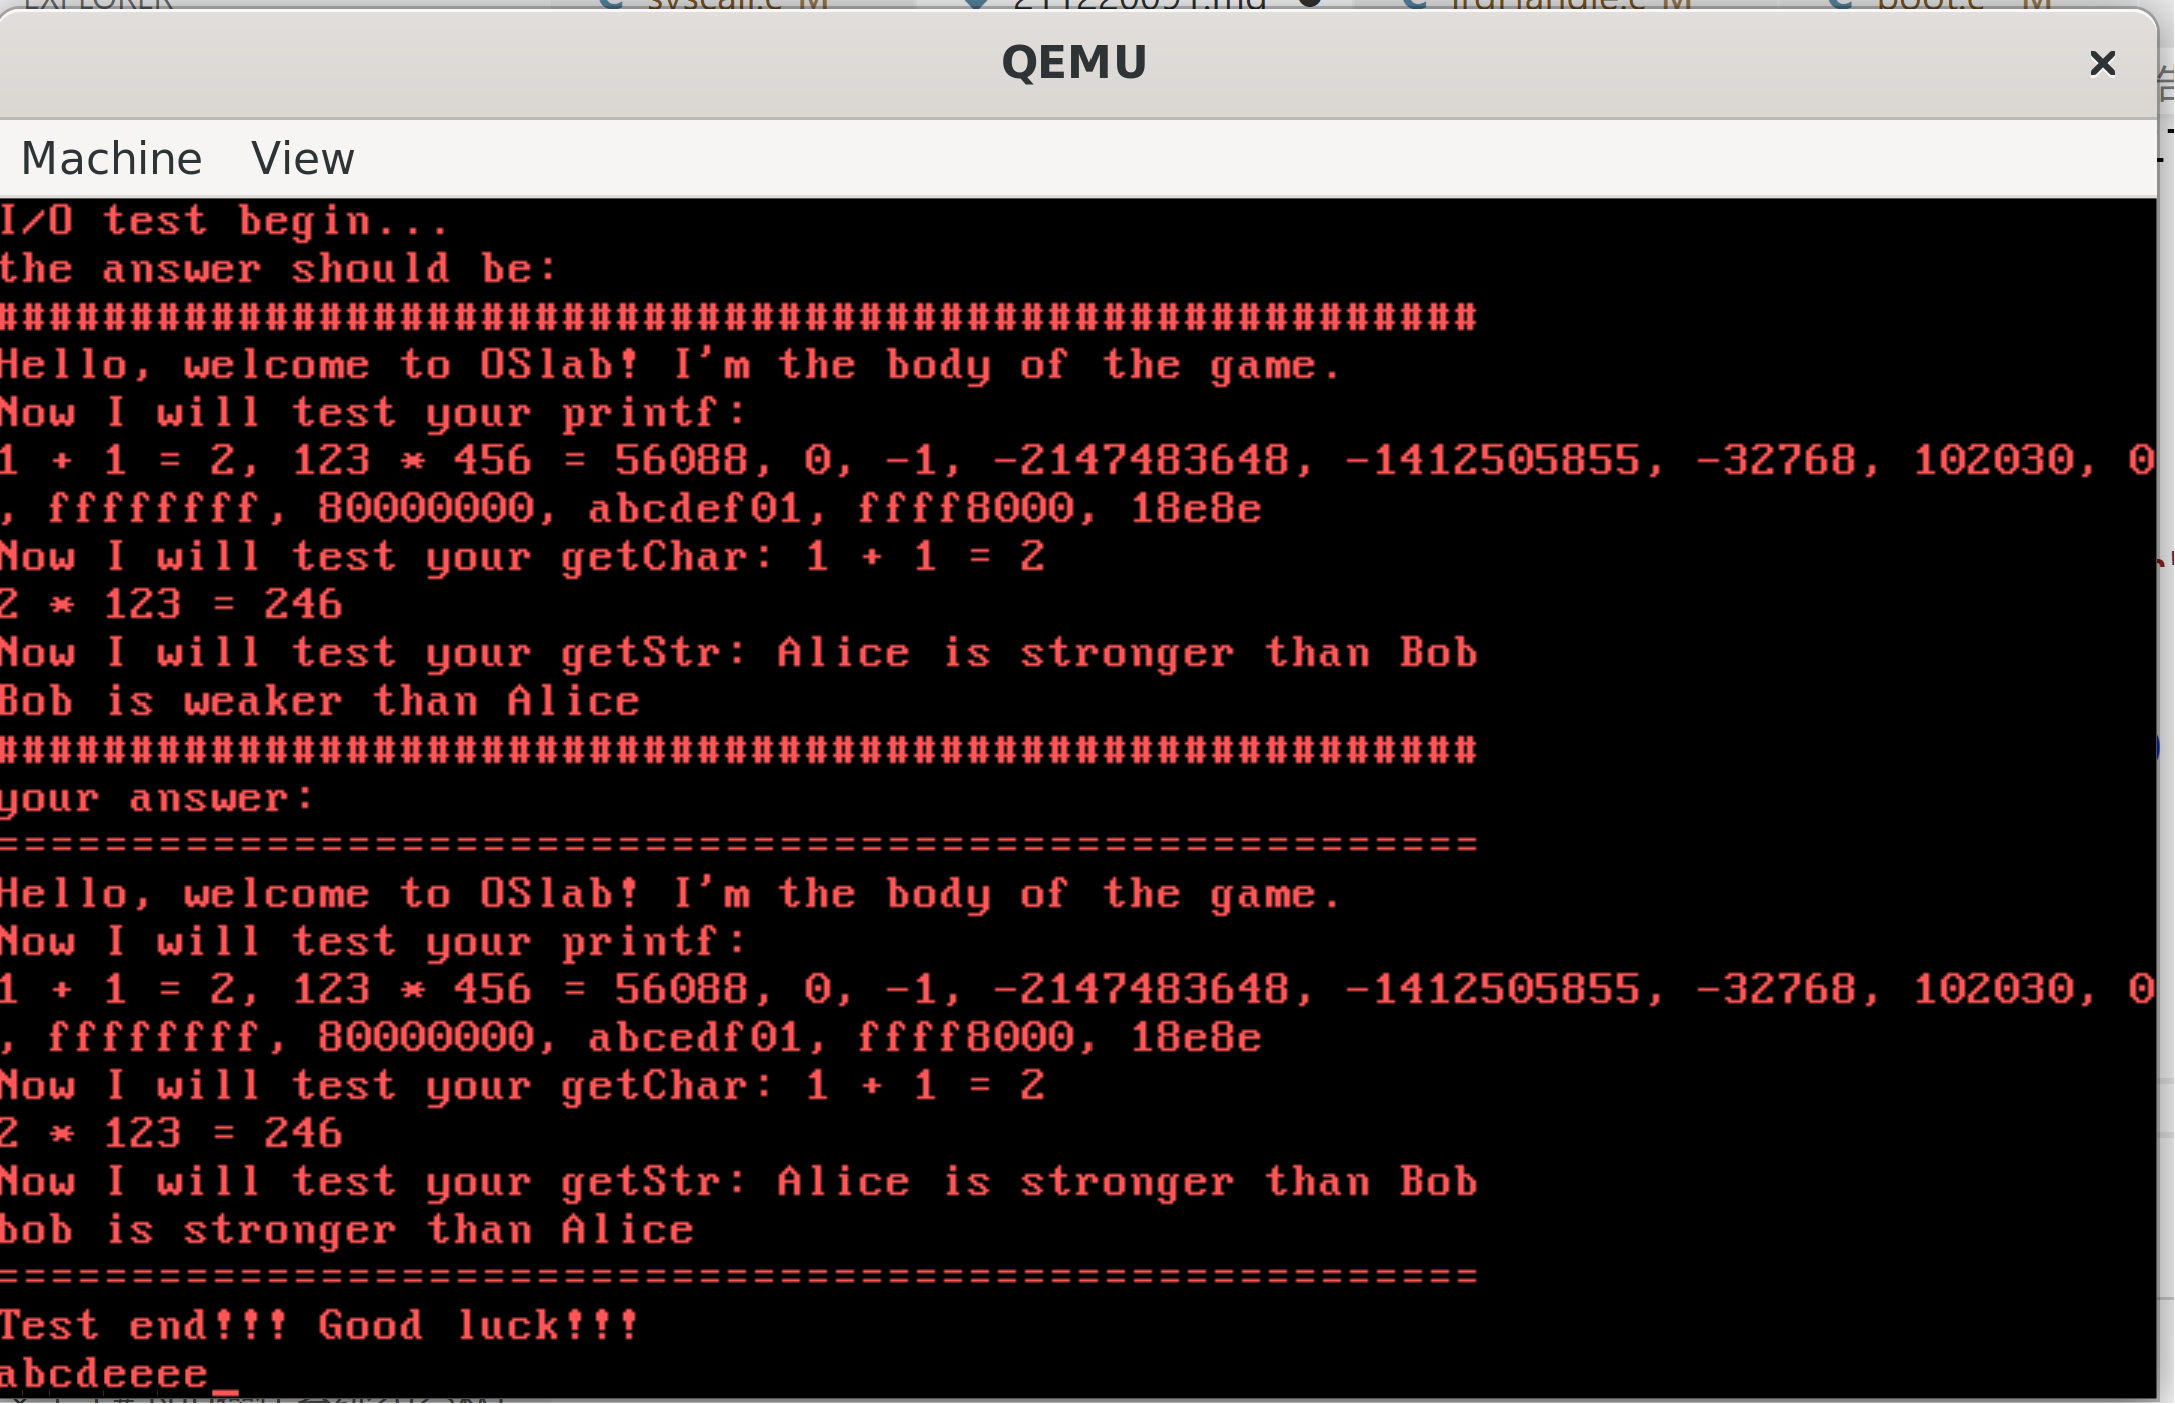 EXPLORER
syscall.c M
irqHandle.c M
boot.c M
QEMU
Machine View
I/O test begin...
the answer should be:
#######################################################
Hello, welcome to OSlab! I'm the body of the game.
Now I will test your printf:
1 + 1 = 2, 123 * 456 = 56088, 0, -1, -2147483648, -1412505855, -32768, 102030, 0
, ffffffff, 80000000, abcdef01, ffff8000, 18e8e
Now I will test your getChar: 1 + 1 = 2
2 * 123 = 246
Now I will test your getStr: Alice is stronger than Bob
Bob is weaker than Alice
#######################################################
your answer:
=======================================================
Hello, welcome to OSlab! I'm the body of the game.
Now I will test your printf:
1 + 1 = 2, 123 * 456 = 56088, 0, -1, -2147483648, -1412505855, -32768, 102030, 0
, ffffffff, 80000000, abcedf01, ffff8000, 18e8e
Now I will test your getChar: 1 + 1 = 2
2 * 123 = 246
Now I will test your getStr: Alice is stronger than Bob
bob is stronger than Alice
=======================================================
Test end!!! Good luck!!!
abcdeeee_